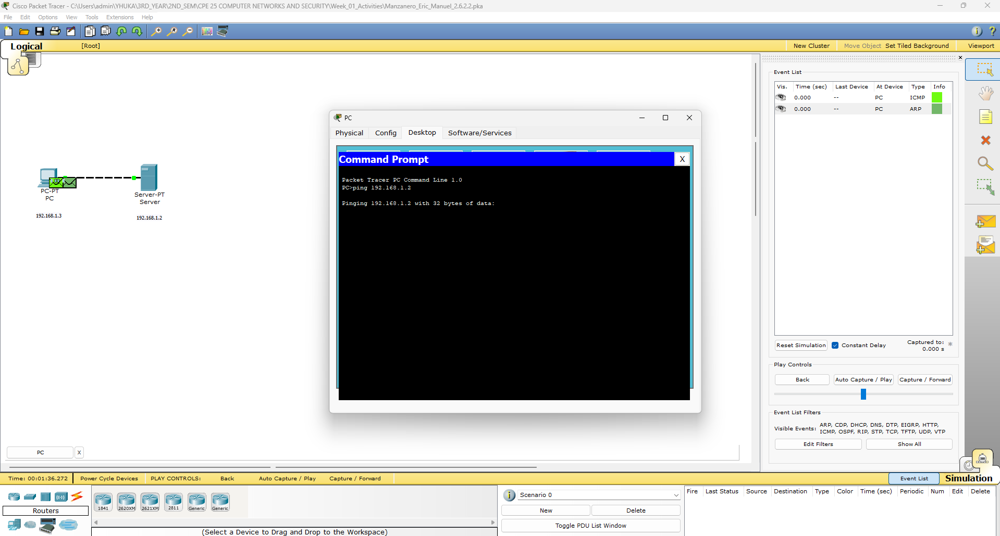 Cisco Packet Tracer - C:\Users\admin\YHUKA\3RD_YEAR\2ND_SEM\CPE 25 COMPUTER NETWORKS AND SECURITY\Week_01_Activities\Manzanero_Eric_Manuel_2.6.2.2.pka
File Edit Options View Tools Extensions Help
Logical [Root] New Cluster Move Object Set Tiled Background Viewport
Event List
Vis. Time (sec) Last Device At Device Type Info
0.000 -- PC ICMP
0.000 -- PC ARP
PC
Physical Config Desktop Software/Services
Command Prompt X
Packet Tracer PC Command Line 1.0
PC>ping 192.168.1.2
Pinging 192.168.1.2 with 32 bytes of data:
PC-PT
PC
192.168.1.3
Server-PT
Server
192.168.1.2
Reset Simulation Constant Delay Captured to: *
0.000 s
Play Controls
Back Auto Capture / Play Capture / Forward
Event List Filters
Visible Events: ARP, CDP, DHCP, DNS, DTP, EIGRP, HTTP,
ICMP, OSPF, RIP, STP, TCP, TFTP, UDP, VTP
Edit Filters Show All
PC X
Time: 00:01:36.272 Power Cycle Devices PLAY CONTROLS: Back Auto Capture / Play Capture / Forward Event List Simulation
Routers
1841 2620XM 2621XM 2811 Generic Generic
(Select a Device to Drag and Drop to the Workspace)
Scenario 0
New Delete
Toggle PDU List Window
Fire Last Status Source Destination Type Color Time (sec) Periodic Num Edit Delete